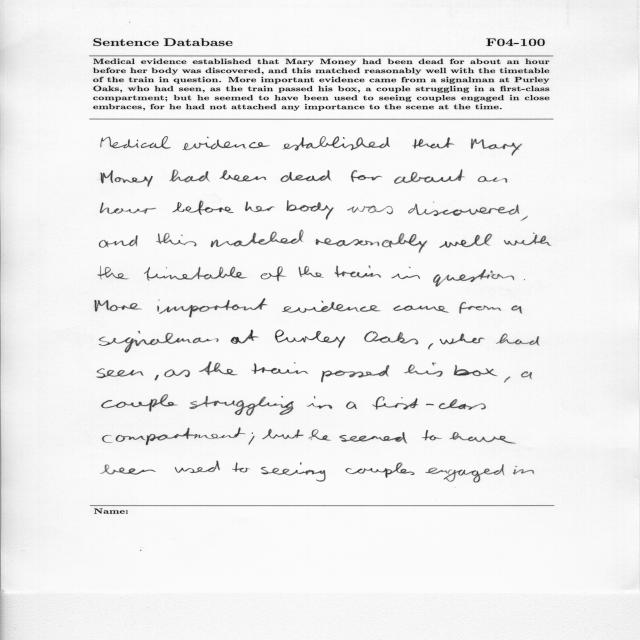 Sentence Database F04-100
Medical evidence established that Mary Money had been dead for about an hour
before her body was discovered, and this matched reasonably well with the timetable
of the train in question. More important evidence came from a signalman at Purley
Oaks, who had seen, as the train passed his box, a couple struggling in a first-class
compartment; but he seemed to have been used to seeing couples engaged in close
embraces, for he had not attached any importance to the scene at the time.
Medical evidence established that Mary
Money had been dead for about an
hour before her body was discovered,
and this matched reasonably well with
the timetable of the train in question.
More important evidence came from a
signalman at Purley Oaks, who had
seen, as the train passed his box, a
couple struggling in a first-class
compartment; but he seemed to have
been used to seeing couples engaged in
Name: